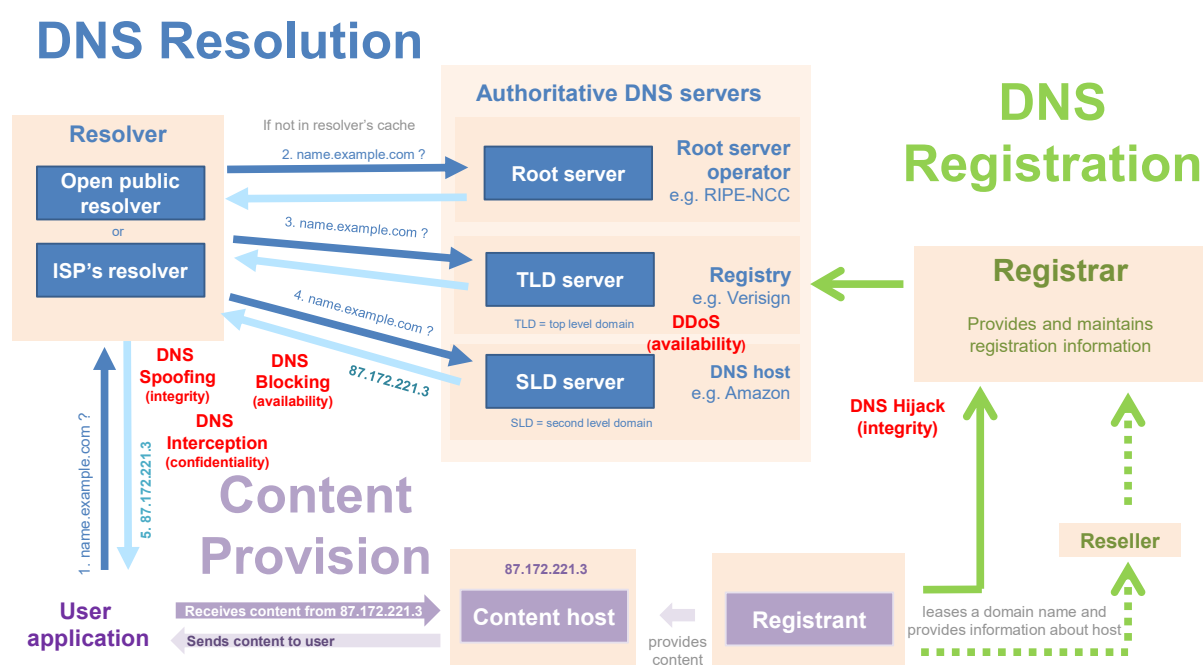 DNS Resolution
Authoritative DNS servers
DNS
Registration
Resolver
Open public
resolver
or
ISP's resolver
If not in resolver's cache
2. name.example.com ?
3. name.example.com ?
4. name.example.com ?
87.172.221.3
Root server
Root server
operator
e.g. RIPE-NCC
TLD server
TLD = top level domain
Registry
e.g. Verisign
DDoS
(availability)
SLD server
SLD = second level domain
DNS host
e.g. Amazon
Registrar
Provides and maintains
registration information
DNS
Spoofing
(integrity)
DNS
Blocking
(availability)
DNS
Interception
(confidentiality)
DNS Hijack
(integrity)
1. name.example.com ?
5. 87.172.221.3
Content
Provision
Reseller
User
application
Receives content from 87.172.221.3
Sends content to user
87.172.221.3
Content host
provides
content
Registrant
leases a domain name and
provides information about host